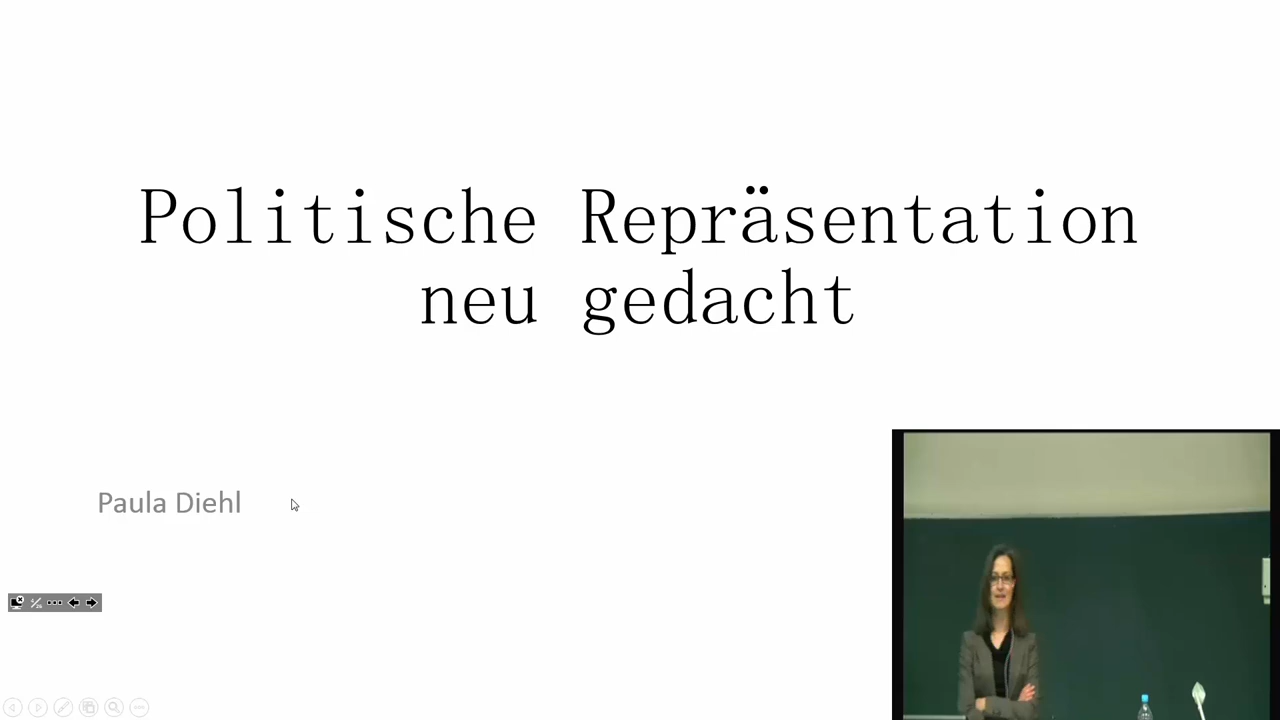 Politische Repräsentation
neu gedacht
Paula Diehl